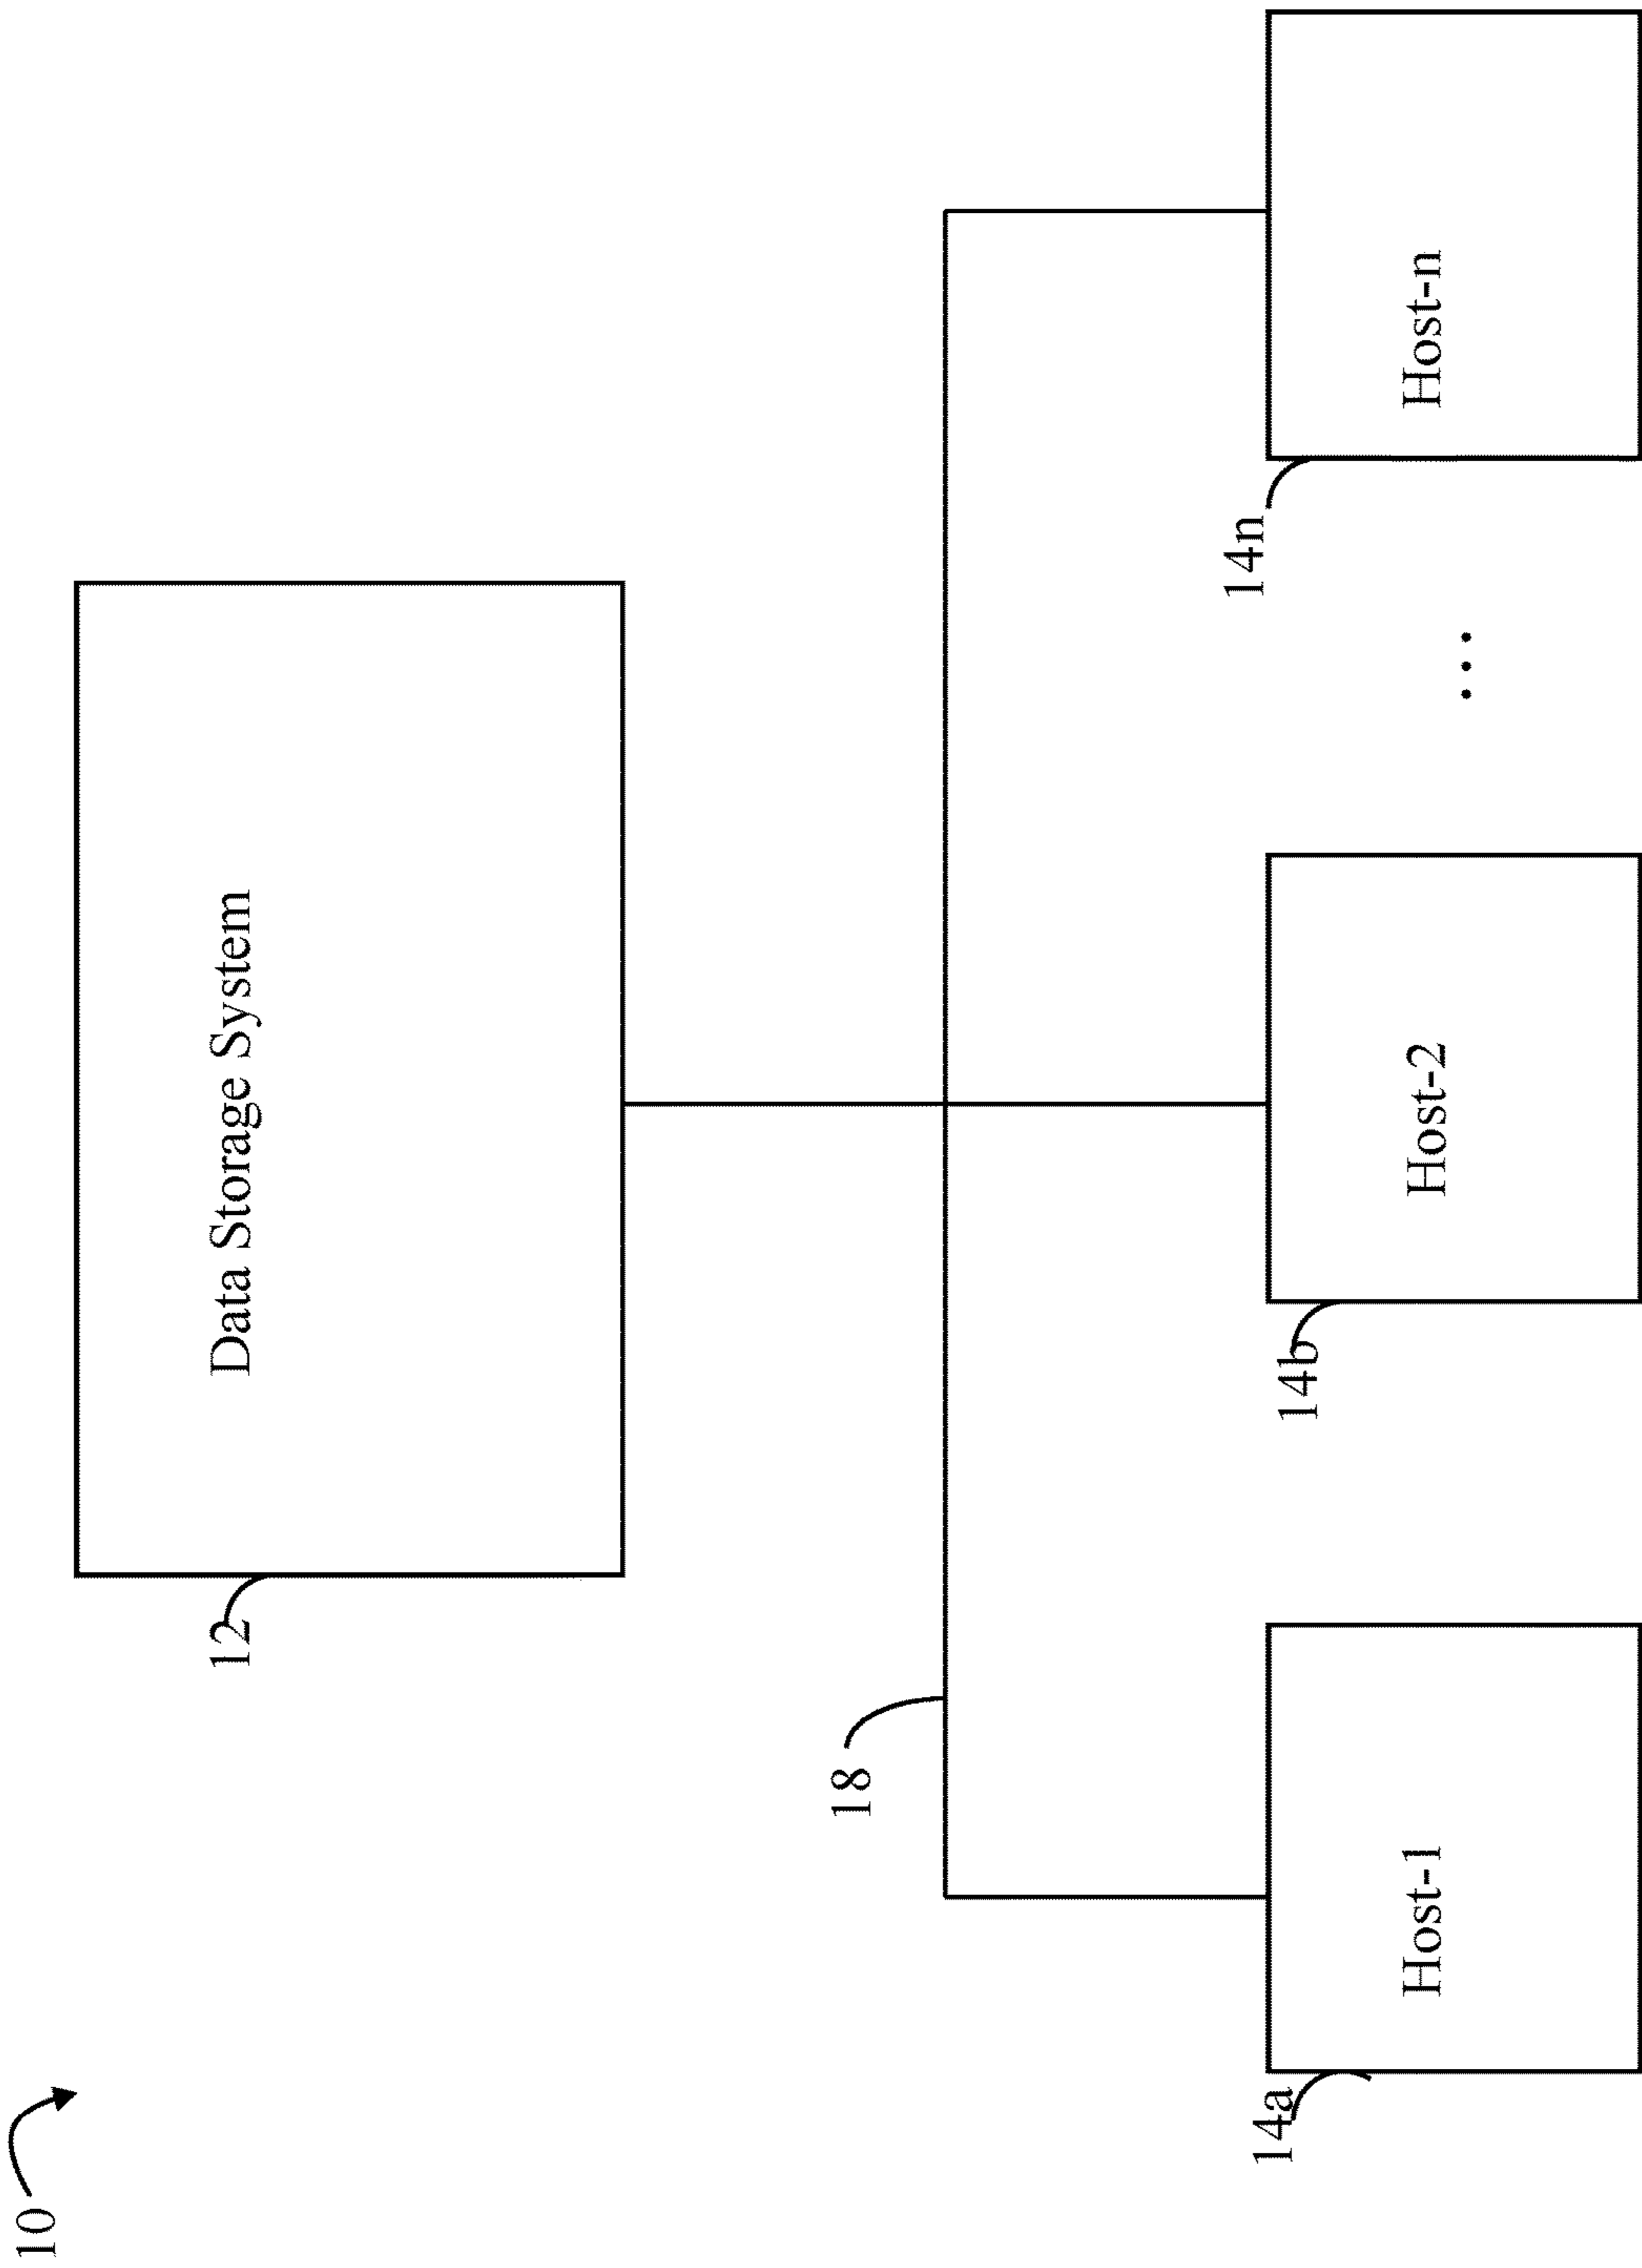 10
12
Data Storage System
18
14a
Host-1
14b
Host-2
...
14n
Host-n